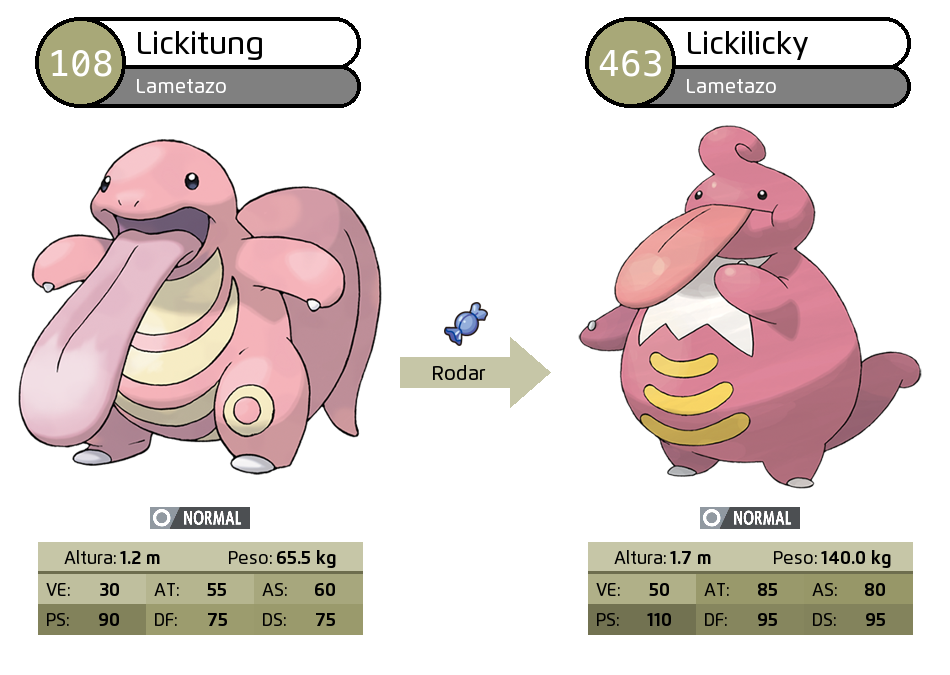 108
Lickitung
Lametazo
463
Lickilicky
Lametazo
Rodar
NORMAL
NORMAL
Altura: 1.2 m Peso: 65.5 kg
VE: 30 AT: 55 AS: 60
PS: 90 DF: 75 DS: 75
Altura: 1.7 m Peso: 140.0 kg
VE: 50 AT: 85 AS: 80
PS: 110 DF: 95 DS: 95